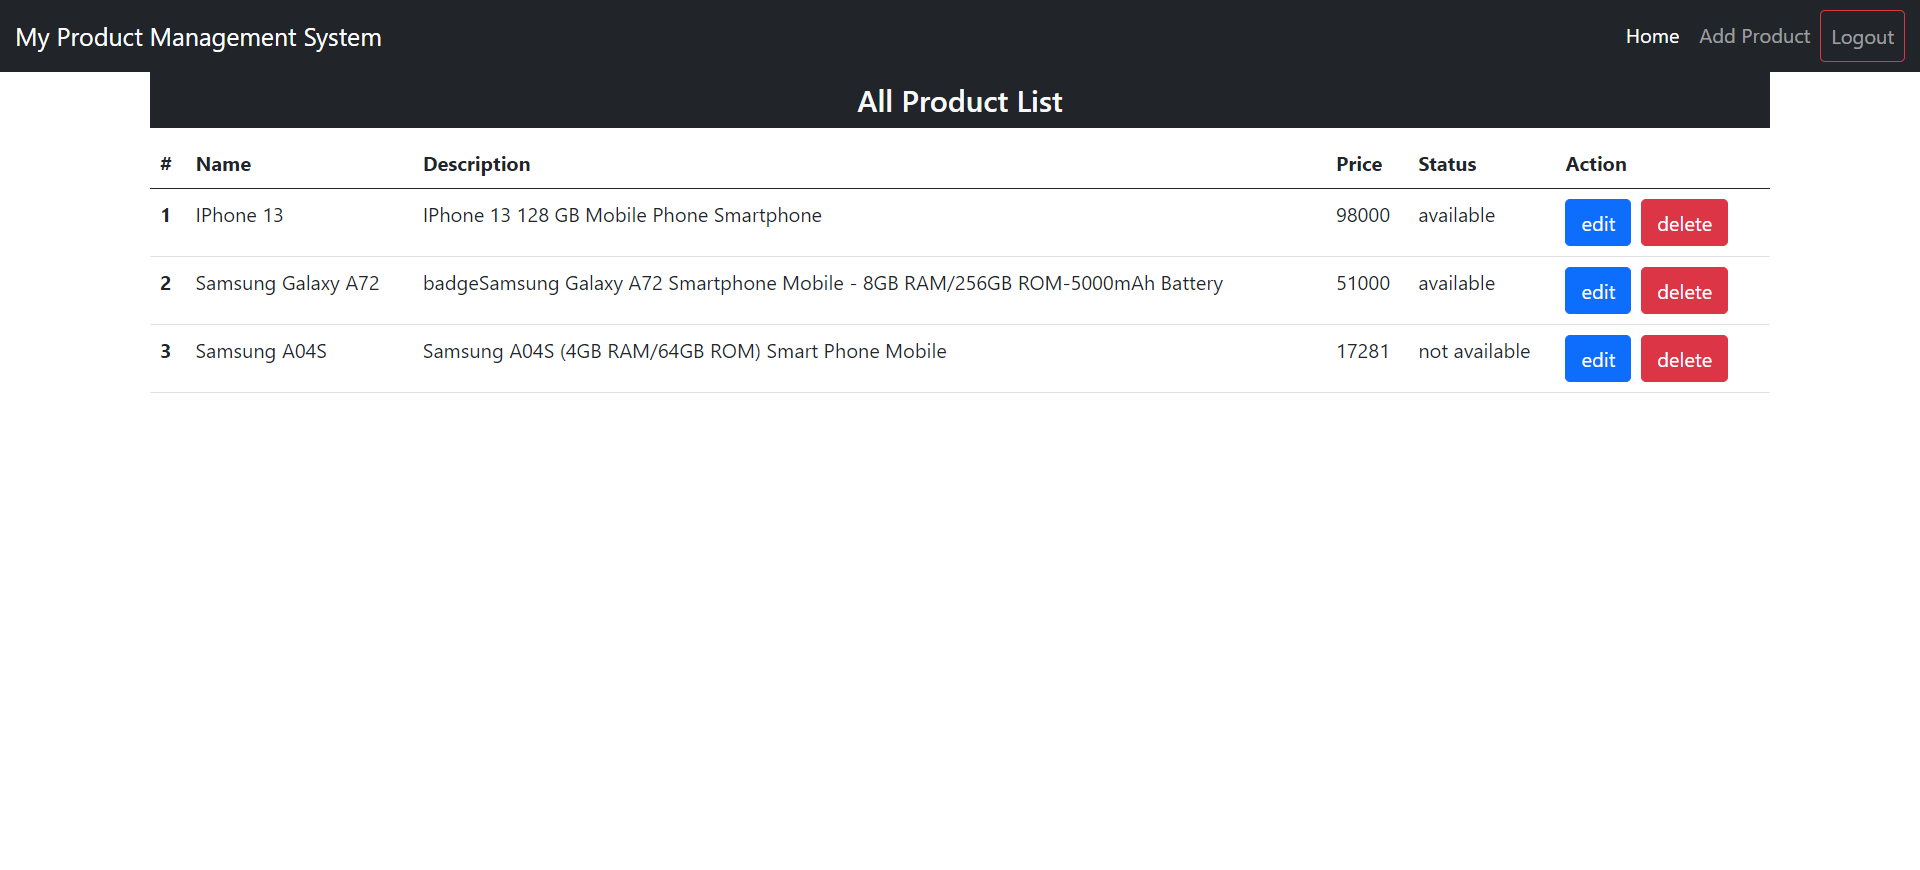 My Product Management System Home Add Product Logout
All Product List
# Name Description Price Status Action
1 IPhone 13 IPhone 13 128 GB Mobile Phone Smartphone 98000 available edit delete
2 Samsung Galaxy A72 badgeSamsung Galaxy A72 Smartphone Mobile - 8GB RAM/256GB ROM-5000mAh Battery 51000 available edit delete
3 Samsung A04S Samsung A04S (4GB RAM/64GB ROM) Smart Phone Mobile 17281 not available edit delete